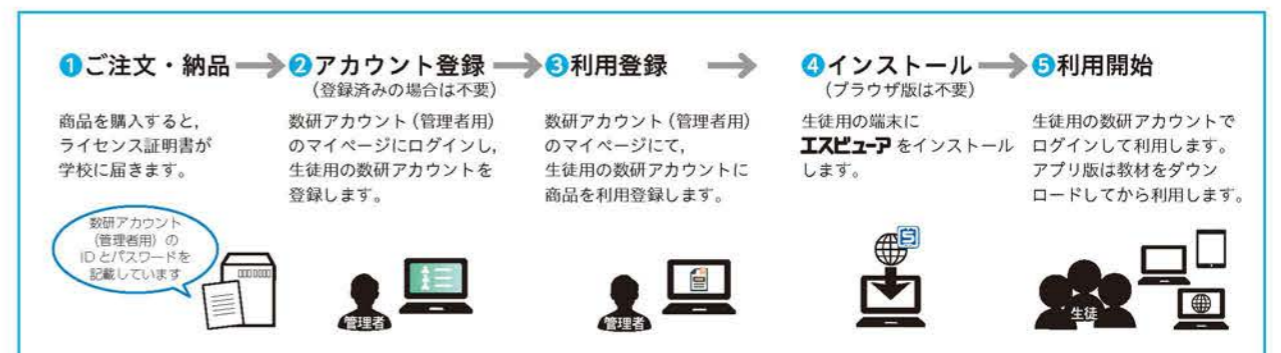 ❶ご注文・納品
商品を購入すると,
ライセンス証明書が
学校に届きます。
数研アカウント
(管理者用)の
IDとパスワードを
記載しています
❷アカウント登録
(登録済みの場合は不要)
数研アカウント(管理者用)
のマイページにログインし,
生徒用の数研アカウントを
登録します。
管理者
❸利用登録
数研アカウント(管理者用)
のマイページにて,
生徒用の数研アカウントに
商品を利用登録します。
管理者
❹インストール
(ブラウザ版は不要)
生徒用の端末に
エスビューア をインストール
します。
❺利用開始
生徒用の数研アカウントで
ログインして利用します。
アプリ版は教材をダウン
ロードしてから利用します。
生徒